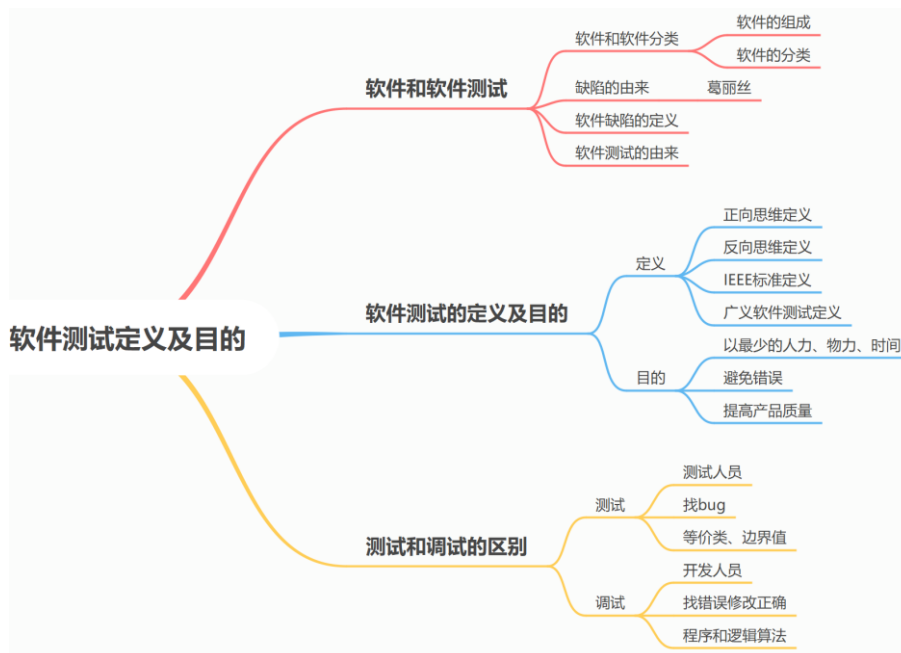 软件测试定义及目的
软件和软件测试
软件和软件分类
软件的组成
软件的分类
缺陷的由来
葛丽丝
软件缺陷的定义
软件测试的由来
软件测试的定义及目的
定义
正向思维定义
反向思维定义
IEEE标准定义
广义软件测试定义
目的
以最少的人力、物力、时间
避免错误
提高产品质量
测试和调试的区别
测试
测试人员
找bug
等价类、边界值
调试
开发人员
找错误修改正确
程序和逻辑算法